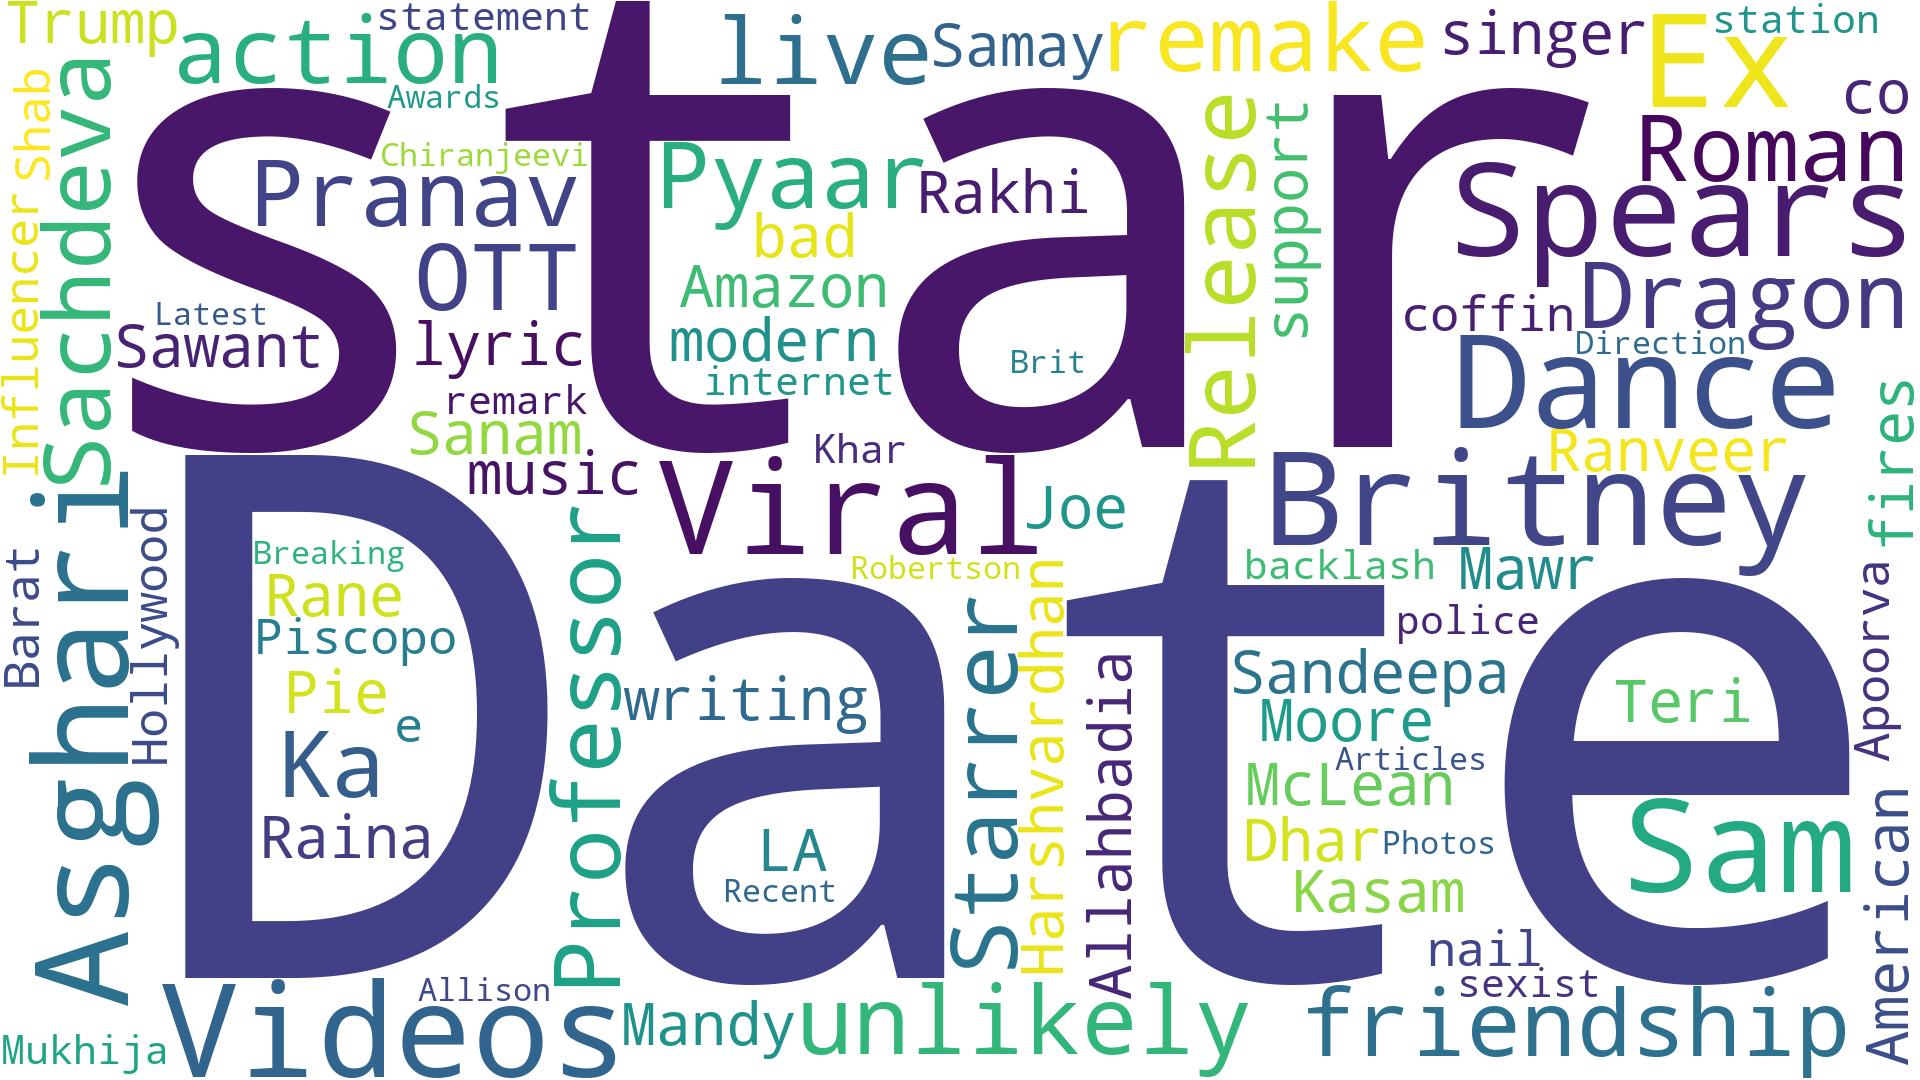 Trump
statement
action
live
Samay
remake
singer
Ex
station
star
Awards
co
Shab
Sachdeva
Chiranjeevi
Pranav
Pyaar
Rakhi
Release
support
Roman
Spears
Influencer
OTT
bad
Amazon
Dragon
coffin
Latest
Sawant
lyric
modern
internet
Brit
Direction
Dance
remark
Sanam
music
Khar
Viral
Joe
Britney
Ranveer
fires
Asghari
Date
Barat
Hollywood
Breaking
Rane
Piscopo
Pie
e
Ka
Raina
Professor
Robertson
writing
LA
Recent
Starrer
Harshvardhan
Allahbadia
backlash
Mawr
police
Sandeepa
Moore
Articles
McLean
Dhar
Photos
Kasam
Teri
Sam
Apoorva
American
nail
sexist
Mukhija
Videos
Allison
Mandy
unlikely
friendship